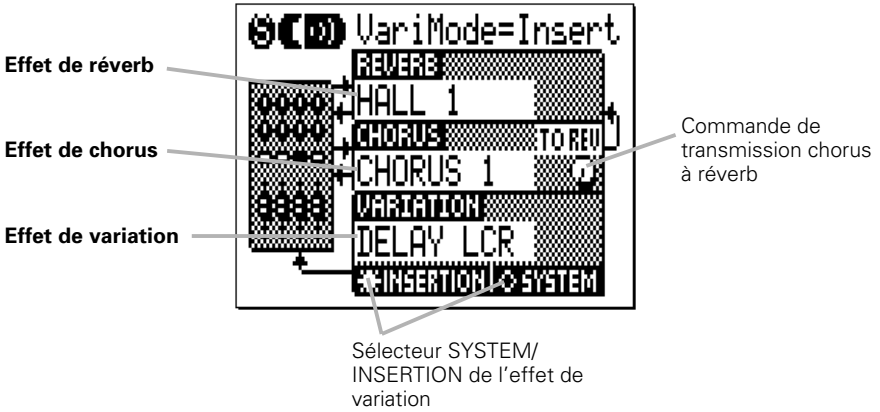 VariMode=Insert
Effet de réverb
REVERB
HALL 1
Effet de chorus
CHORUS
TO REV
CHORUS 1
Commande de
transmission chorus
à réverb
VARIATION
Effet de variation
DELAY LCR
INSERTION
SYSTEM
Sélecteur SYSTEM/
INSERTION de l'effet de
variation